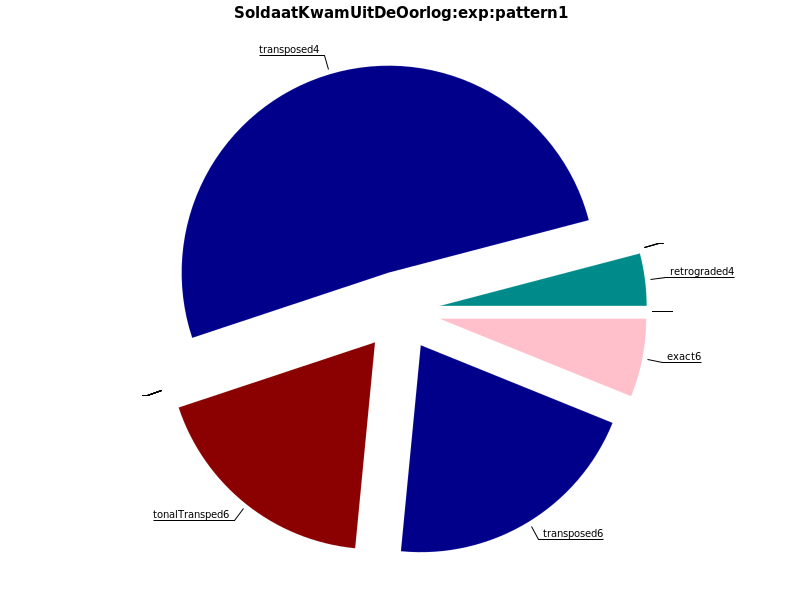 SoldaatKwamUitDeOorlog:exp:pattern1
transposed4
retrograded4
exact6
tonalTransped6
transposed6